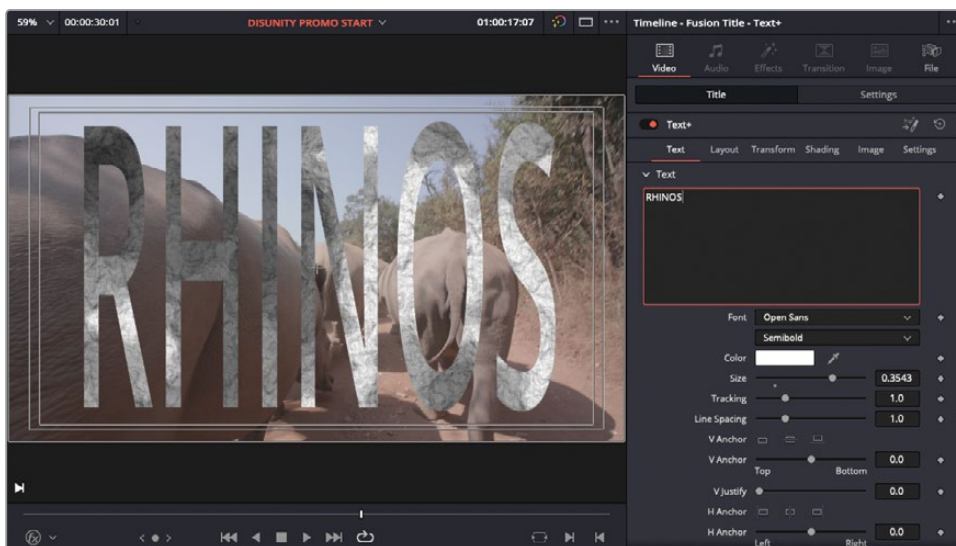 59% 00:00:30:01 DISUNITY PROMO START 01:00:17:07
Timeline - Fusion Title - Text+
Video Audio Effects Transition Image File
Title Settings
Text+
Text Layout Transform Shading Image Settings
Text
RHINOS
RHINOS
Font Open Sans
Semibold
Color
Size 0.3543
Tracking 1.0
Line Spacing 1.0
V Anchor
V Anchor 0.0
Top Bottom
V Justify 0.0
H Anchor
H Anchor 0.0
Left Right